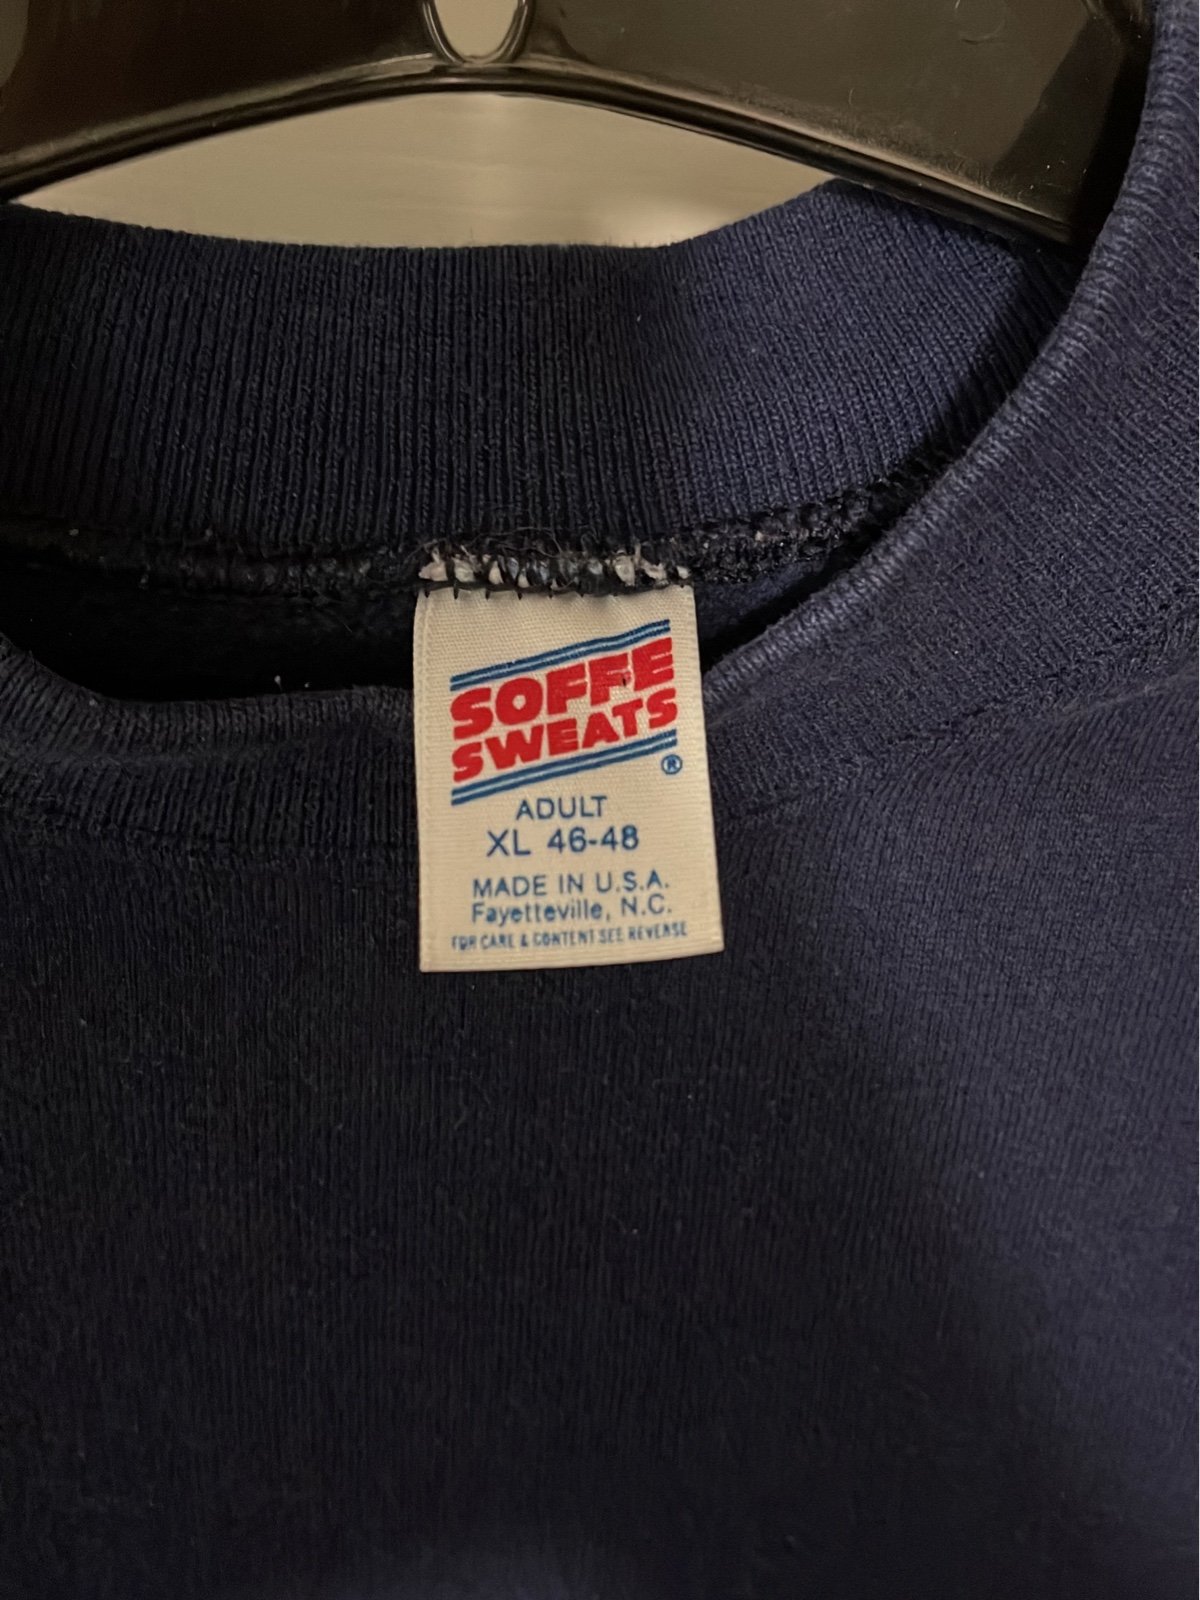 SOFFE
SWEATS
®
ADULT
XL 46-48
MADE IN U.S.A.
Fayetteville, N.C.
FOR CARE & CONTENT SEE REVERSE